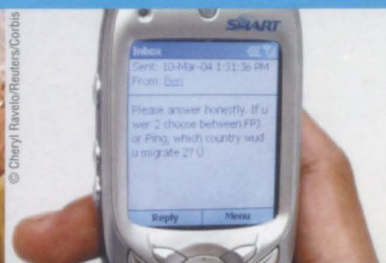 © Cheryl Ravelo/Reuters/Corbis
SMART
Inbox
Sent: 10-Mar-04 1:31:36 PM
From: Ben
Please answer honestly. If u
wer 2 choose between FPJ
or Ping, which country wud
u migrate 2? Ü
Reply Menu